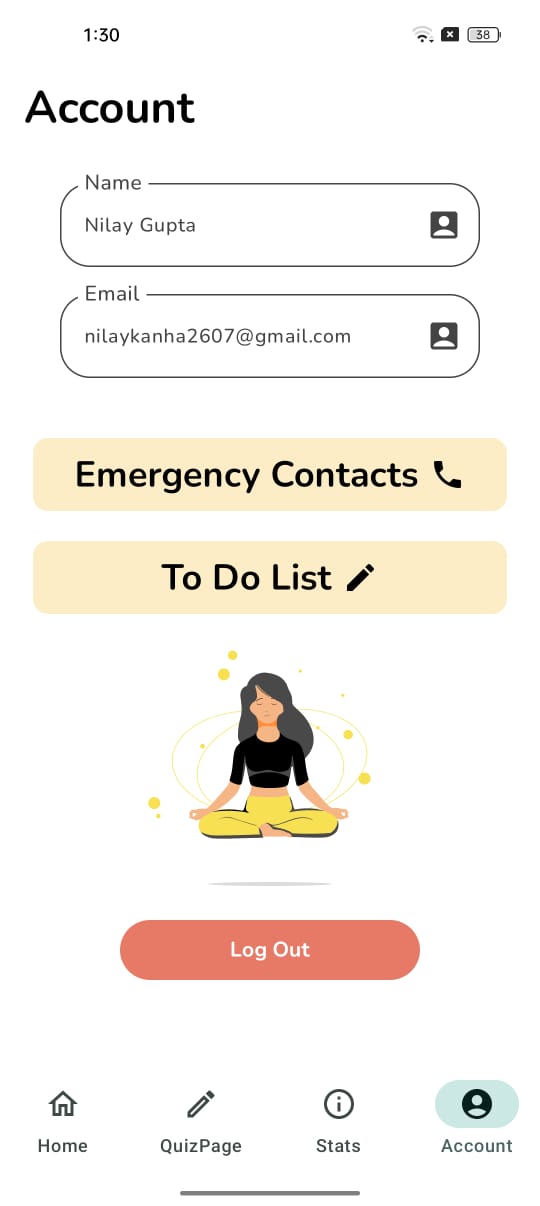 1:30
38
Account
Name
Nilay Gupta
Email
nilaykanha2607@gmail.com
Emergency Contacts
To Do List
Log Out
Home QuizPage Stats Account